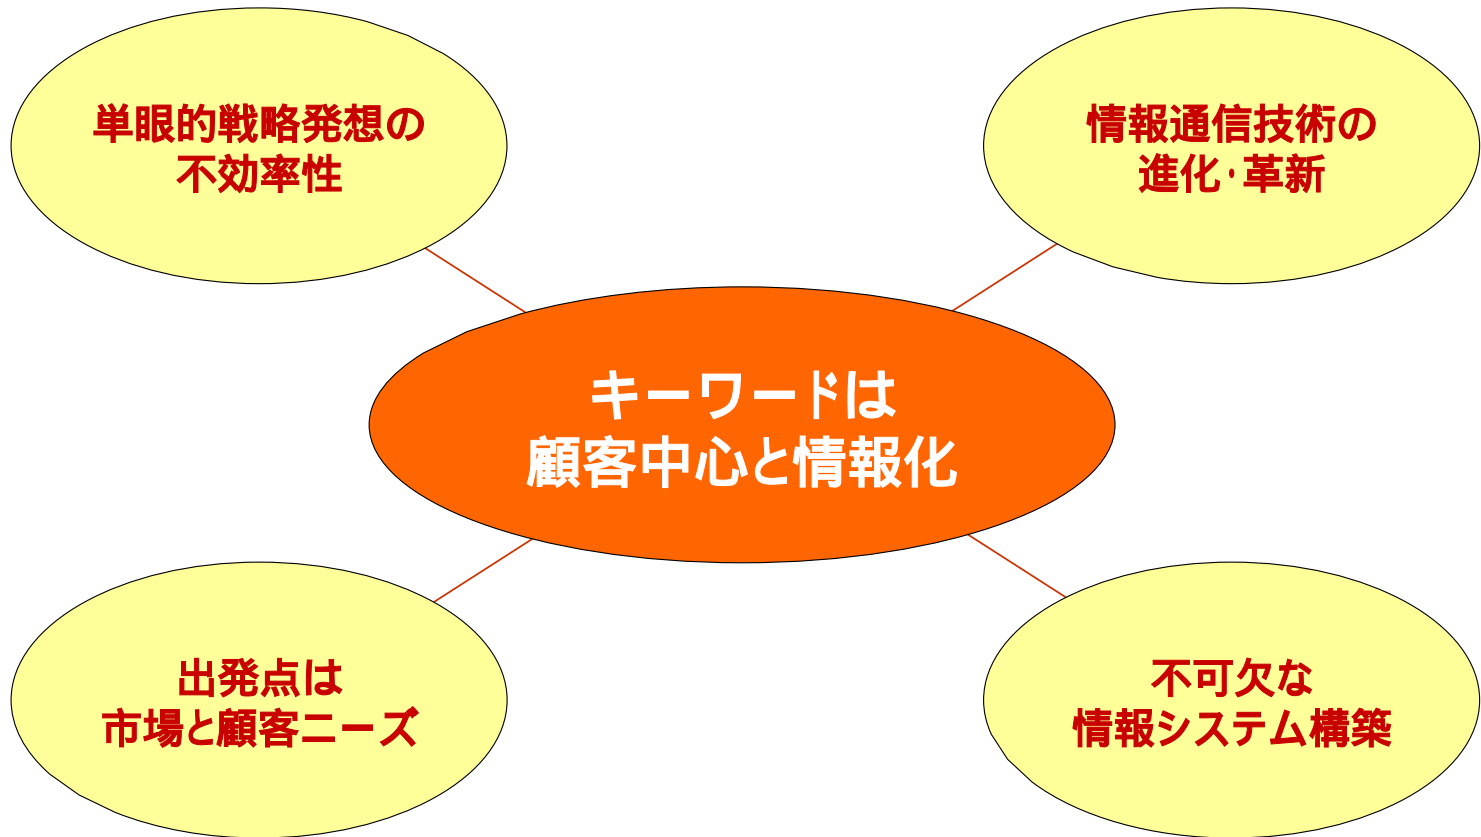 単眼的戦略発想の
不効率性
情報通信技術の
進化・革新
キーワードは
顧客中心と情報化
出発点は
市場と顧客ニーズ
不可欠な
情報システム構築